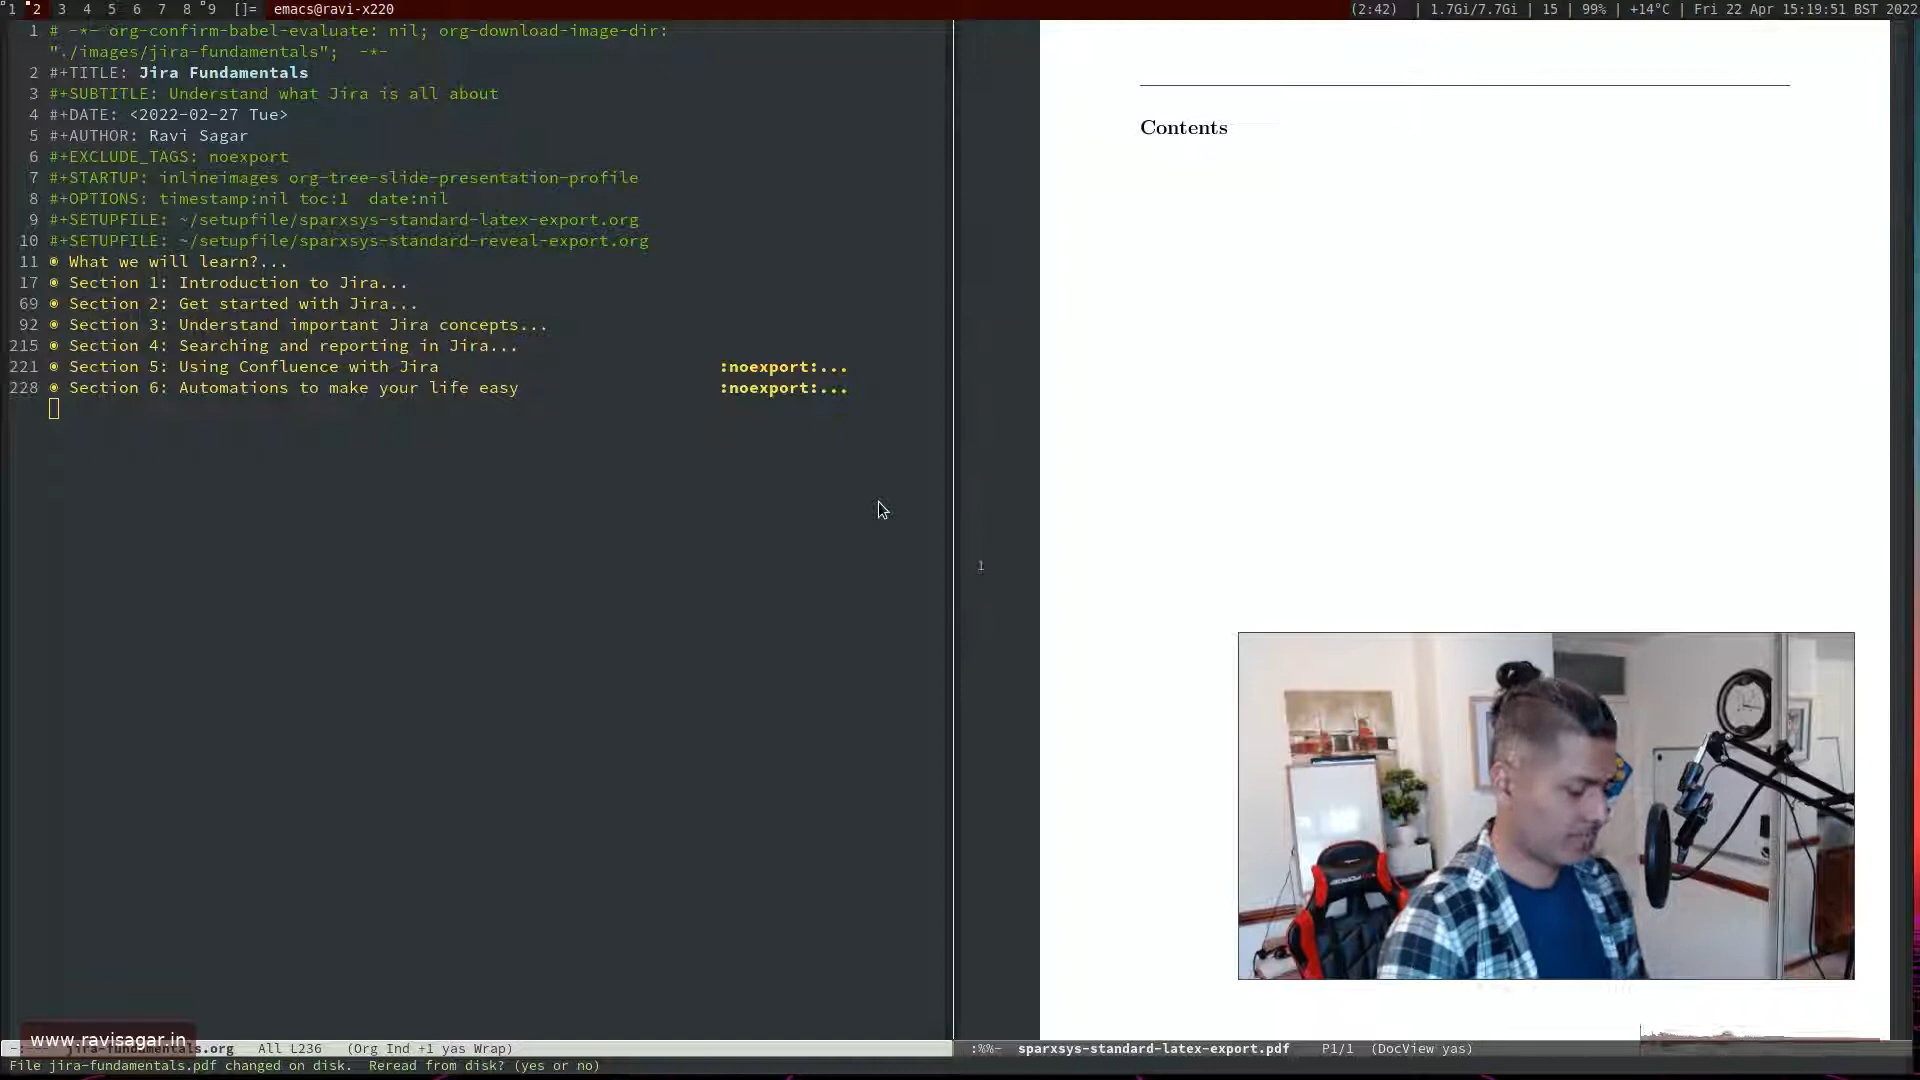 1 2 3 4 5 6 7 8 9 []= emacs@ravi-x220 (2:42) | 1.7Gi/7.7Gi | 15 | 99% | +14°C | Fri 22 Apr 15:19:51 BST 2022
1 # -*- org-confirm-babel-evaluate: nil; org-download-image-dir:
"./images/jira-fundamentals"; -*-
2 #+TITLE: Jira Fundamentals
3 #+SUBTITLE: Understand what Jira is all about
4 #+DATE: <2022-02-27 Tue>
5 #+AUTHOR: Ravi Sagar
6 #+EXCLUDE_TAGS: noexport
7 #+STARTUP: inlineimages org-tree-slide-presentation-profile
8 #+OPTIONS: timestamp:nil toc:1  date:nil
9 #+SETUPFILE: ~/setupfile/sparxsys-standard-latex-export.org
10 #+SETUPFILE: ~/setupfile/sparxsys-standard-reveal-export.org
11 ◉ What we will learn?...
17 ◉ Section 1: Introduction to Jira...
69 ◉ Section 2: Get started with Jira...
92 ◉ Section 3: Understand important Jira concepts...
215 ◉ Section 4: Searching and reporting in Jira...
221 ◉ Section 5: Using Confluence with Jira :noexport:...
228 ◉ Section 6: Automations to make your life easy :noexport:...
Contents
1
www.ravisagar.in
jira-fundamentals.org All L236 (Org Ind +1 yas Wrap)
:%%- sparxsys-standard-latex-export.pdf P1/1 (DocView yas)
File jira-fundamentals.pdf changed on disk.  Reread from disk? (yes or no)